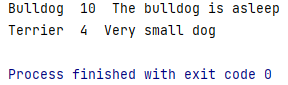 Bulldog  10  The bulldog is asleep
Terrier  4  Very small dog
Process finished with exit code 0